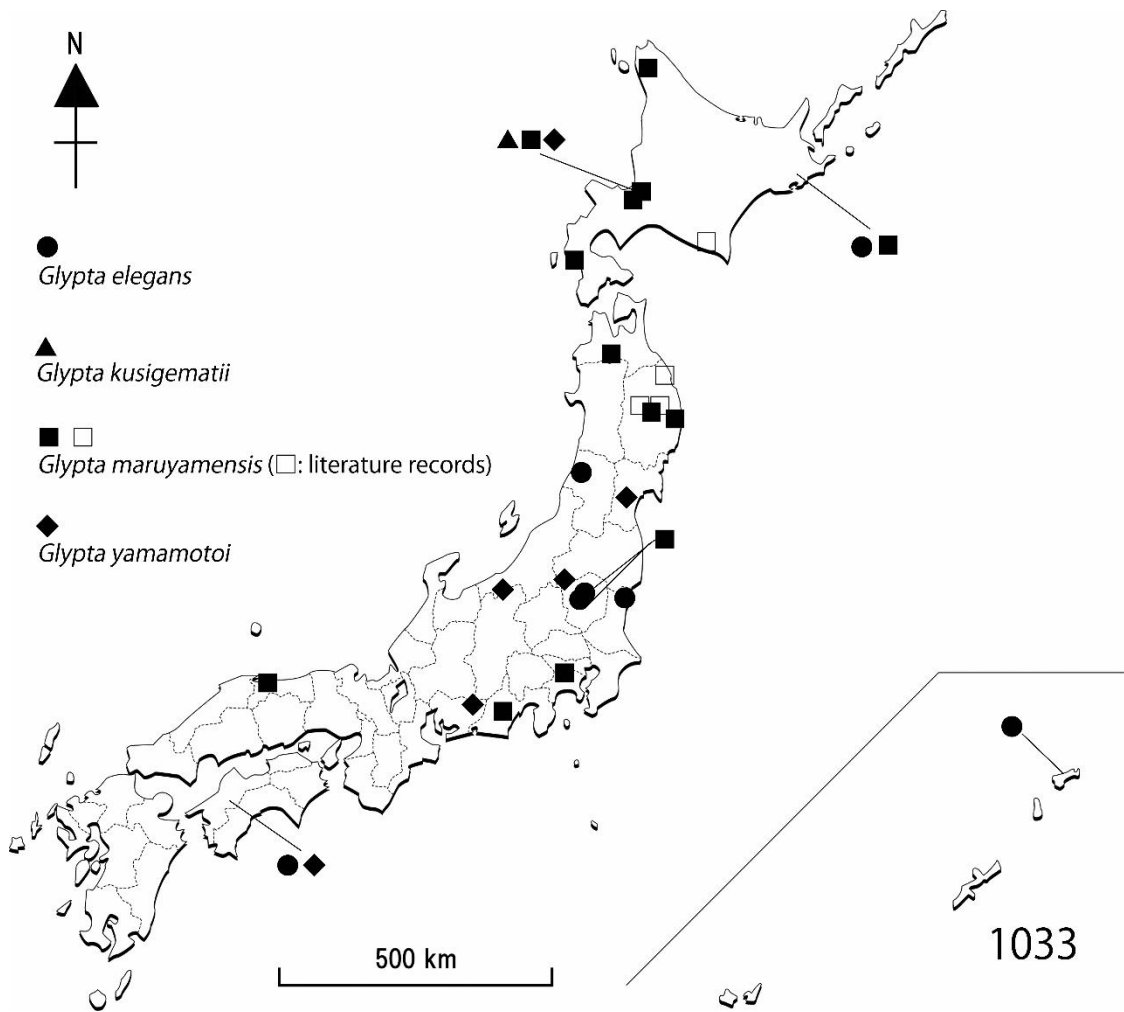 N
Glypta elegans
Glypta kusigematii
Glypta maruyamensis (□: literature records)
Glypta yamamotoi
500 km
1033